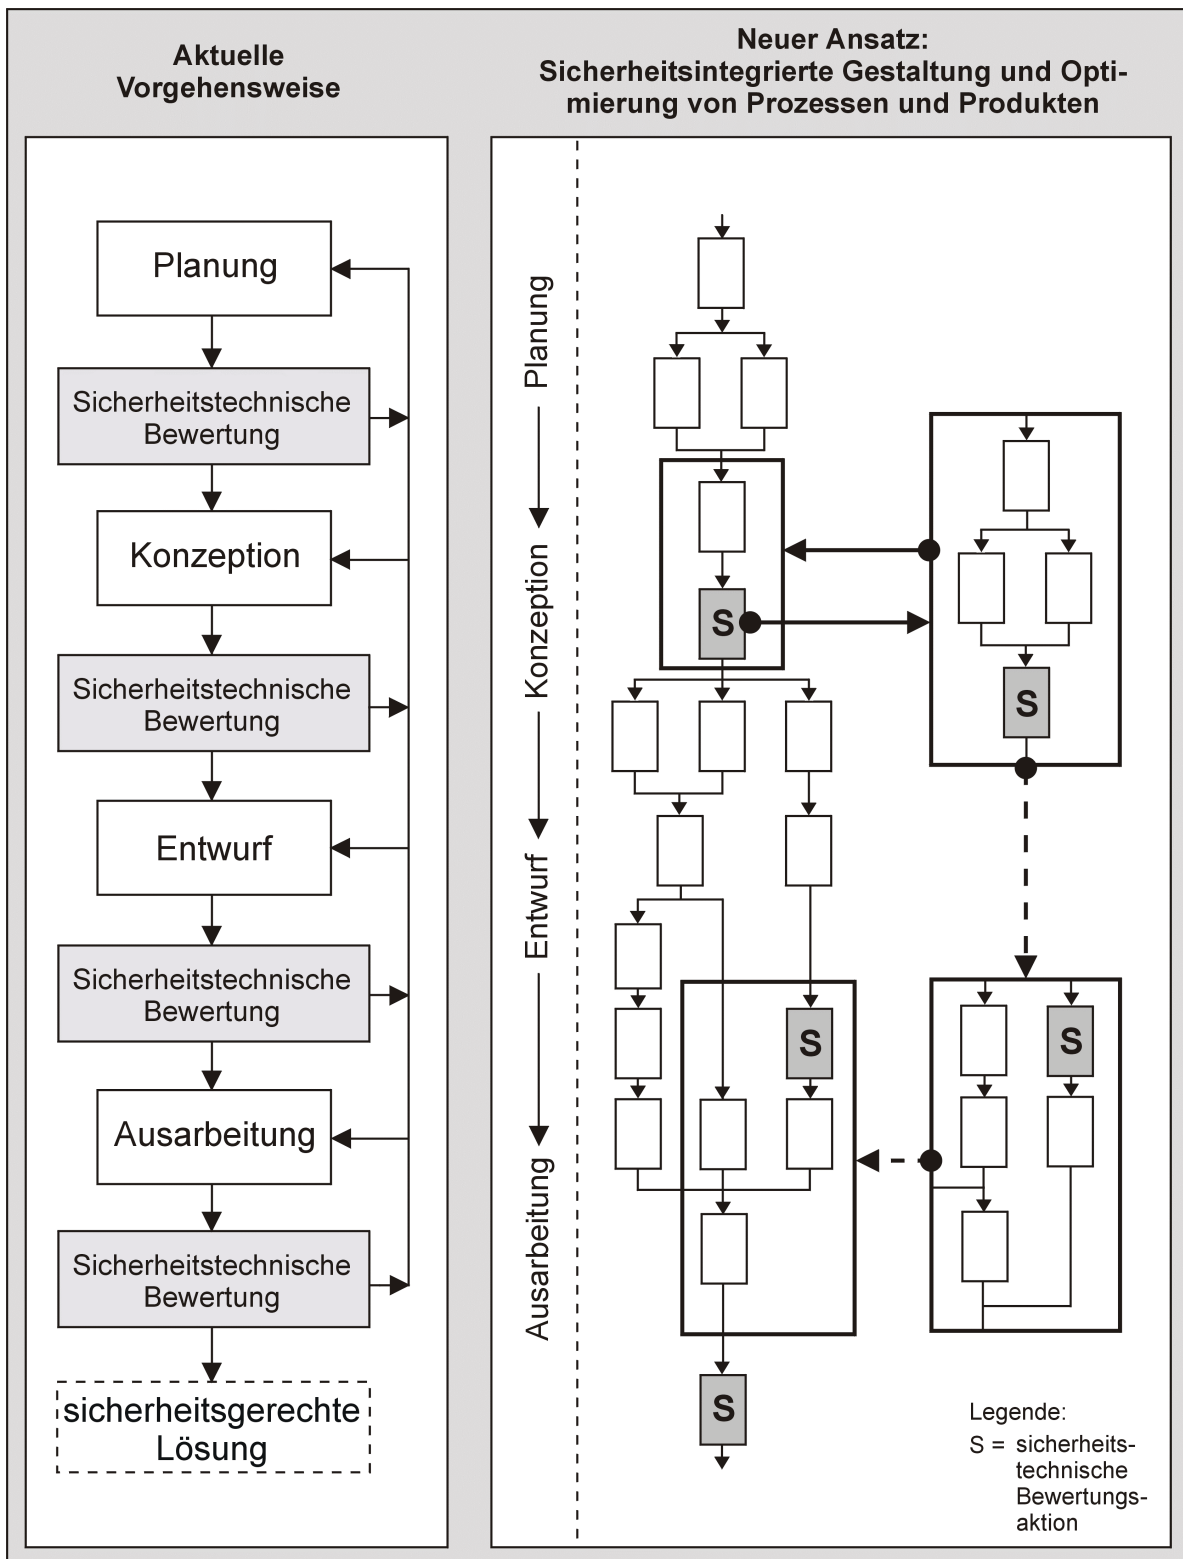 Aktuelle
Vorgehensweise
Neuer Ansatz:
Sicherheitsintegrierte Gestaltung und Opti-
mierung von Prozessen und Produkten
Planung
Sicherheitstechnische
Bewertung
Konzeption
Sicherheitstechnische
Bewertung
Entwurf
Sicherheitstechnische
Bewertung
Ausarbeitung
Sicherheitstechnische
Bewertung
sicherheitsgerechte
Lösung
Planung
Konzeption
Entwurf
Ausarbeitung
S
S
S
S
S
Legende:
S = sicherheits-
technische
Bewertungs-
aktion